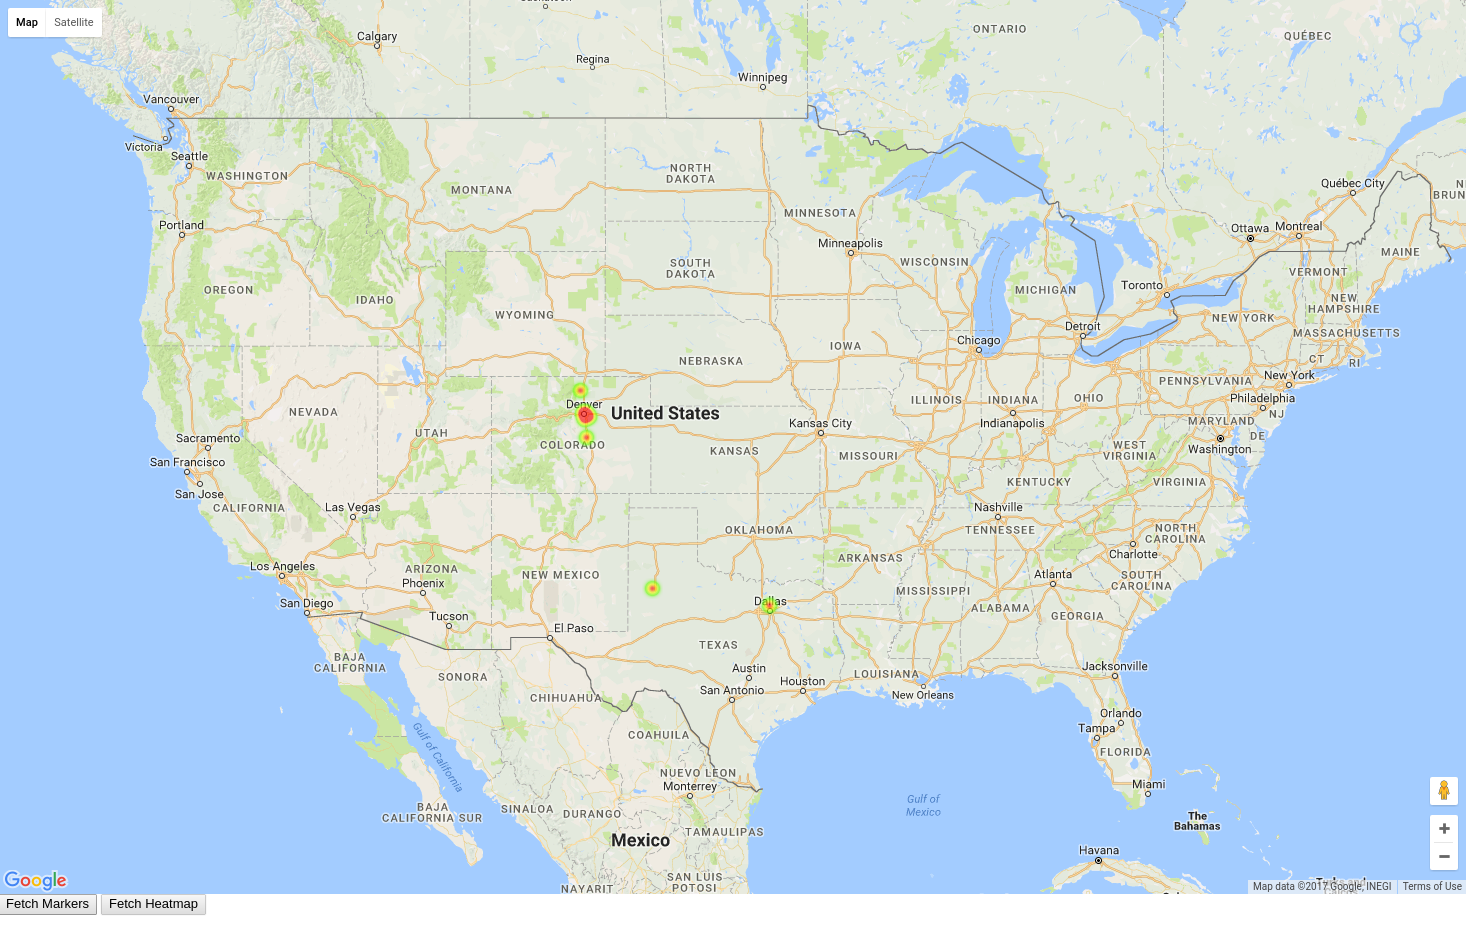 Map Satellite
Calgary
ONTARIO
QUÉBEC
Regina
Winnipeg
Vancouver
Victoria
Seattle
WASHINGTON
MONTANA
NORTH
DAKOTA
Québec City
Portland
MINNESOTA
Ottawa
Montreal
Minneapolis
MAINE
WISCONSIN
SOUTH
DAKOTA
VERMONT
OREGON
IDAHO
MICHIGAN
Toronto
NEW
HAMPSHIRE
WYOMING
NEW YORK
Detroit
MASSACHUSETTS
Chicago
IOWA
NEBRASKA
CT
RI
New York
PENNSYLVANIA
Denver
ILLINOIS
INDIANA
OHIO
Philadelphia
NEVADA
United States
NJ
Kansas City
Indianapolis
MARYLAND
UTAH
DE
Sacramento
COLORADO
KANSAS
MISSOURI
WEST
VIRGINIA
Washington
San Francisco
San Jose
KENTUCKY
VIRGINIA
CALIFORNIA
Las Vegas
Nashville
OKLAHOMA
TENNESSEE
NORTH
CAROLINA
Charlotte
ARKANSAS
Los Angeles
ARIZONA
Phoenix
NEW MEXICO
Atlanta
SOUTH
CAROLINA
MISSISSIPPI
San Diego
Dallas
ALABAMA
GEORGIA
Tucson
El Paso
TEXAS
BAJA
CALIFORNIA
SONORA
Austin
Jacksonville
LOUISIANA
Houston
San Antonio
New Orleans
CHIHUAHUA
Orlando
Tampa
COAHUILA
Gulf of California
FLORIDA
NUEVO LEON
Monterrey
Miami
Gulf of
Mexico
BAJA
CALIFORNIA SUR
SINALOA
DURANGO
The
Bahamas
TAMAULIPAS
Mexico
Havana
SAN LUIS
POTOSI
NAYARIT
Google
Map data ©2017 Google, INEGI Terms of Use
Fetch Markers Fetch Heatmap